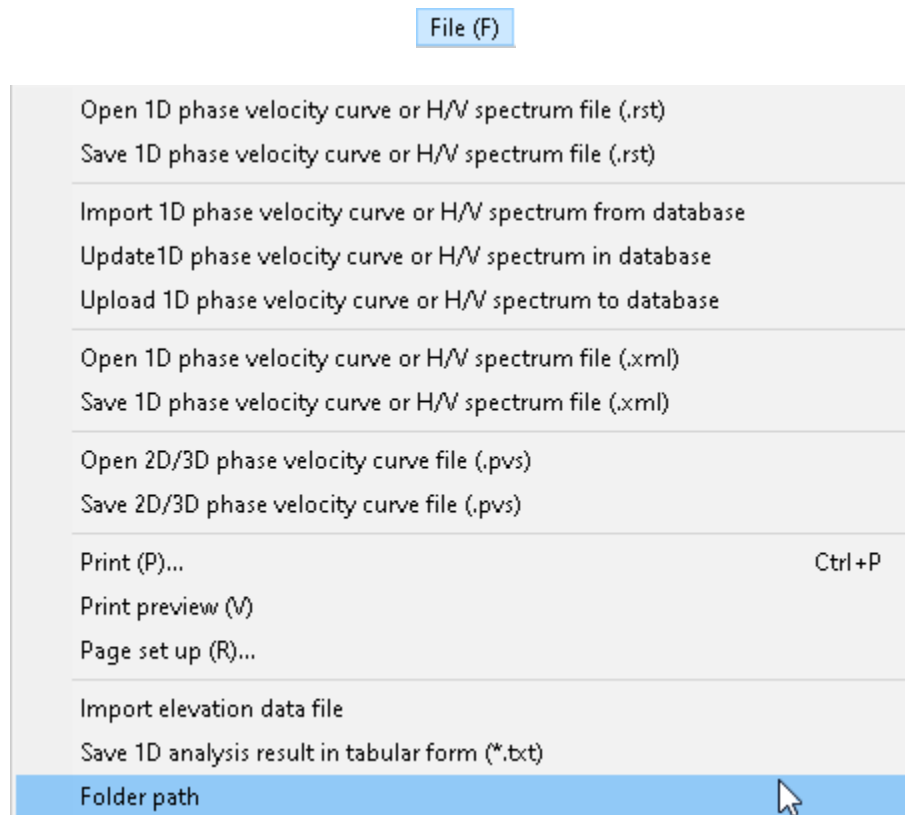 File (F)
Open 1D phase velocity curve or H/V spectrum file (.rst)
Save 1D phase velocity curve or H/V spectrum file (.rst)
Import 1D phase velocity curve or H/V spectrum from database
Update1D phase velocity curve or H/V spectrum in database
Upload 1D phase velocity curve or H/V spectrum to database
Open 1D phase velocity curve or H/V spectrum file (.xml)
Save 1D phase velocity curve or H/V spectrum file (.xml)
Open 2D/3D phase velocity curve file (.pvs)
Save 2D/3D phase velocity curve file (.pvs)
Print (P)... Ctrl+P
Print preview (V)
Page set up (R)...
Import elevation data file
Save 1D analysis result in tabular form (*.txt)
Folder path